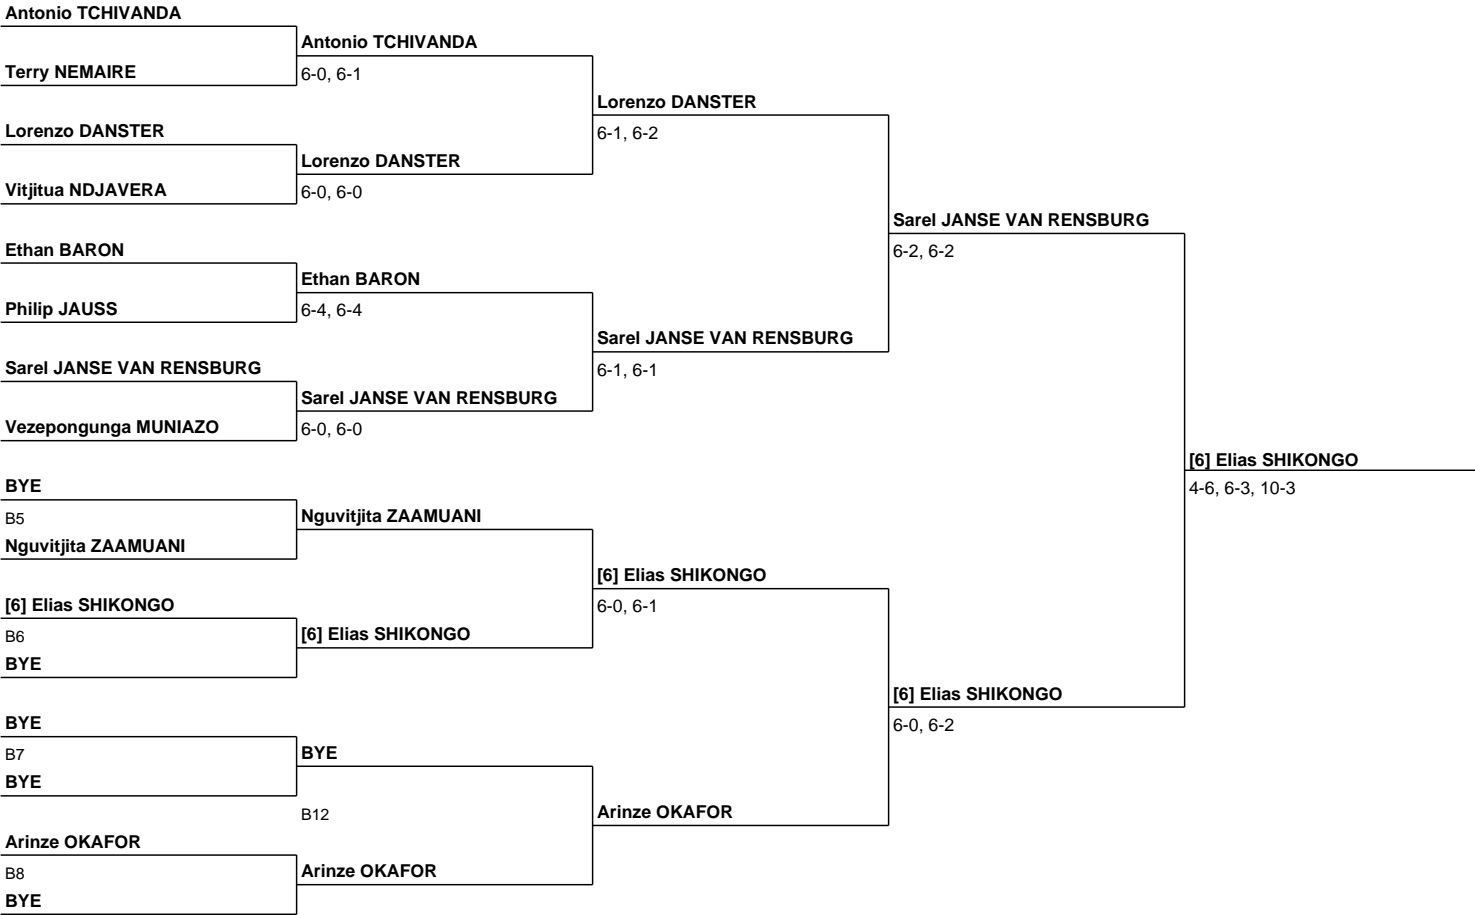 Antonio TCHIVANDA
Terry NEMAIRE
Lorenzo DANSTER
Vitjitua NDJAVERA
Ethan BARON
Philip JAUSS
Sarel JANSE VAN RENSBURG
Vezepongunga MUNIAZO
BYE
B5
Nguvitjita ZAAMUANI
[6] Elias SHIKONGO
B6
BYE
BYE
B7
BYE
Arinze OKAFOR
B8
BYE
Antonio TCHIVANDA
6-0, 6-1
Lorenzo DANSTER
6-0, 6-0
Ethan BARON
6-4, 6-4
Sarel JANSE VAN RENSBURG
6-0, 6-0
Nguvitjita ZAAMUANI
[6] Elias SHIKONGO
BYE
B12
Arinze OKAFOR
Lorenzo DANSTER
6-1, 6-2
Sarel JANSE VAN RENSBURG
6-1, 6-1
[6] Elias SHIKONGO
6-0, 6-1
Arinze OKAFOR
Sarel JANSE VAN RENSBURG
6-2, 6-2
[6] Elias SHIKONGO
6-0, 6-2
[6] Elias SHIKONGO
4-6, 6-3, 10-3